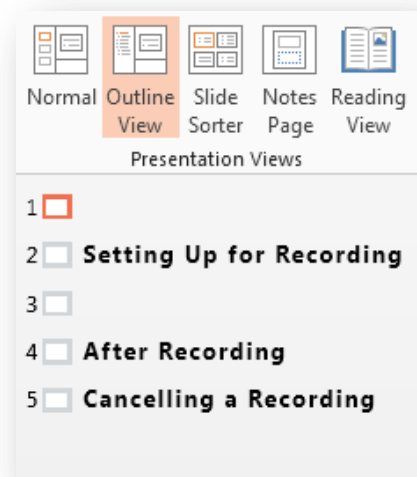 Normal Outline Slide Notes Reading
View Sorter Page View
Presentation Views
1
2 Setting Up for Recording
3
4 After Recording
5 Cancelling a Recording